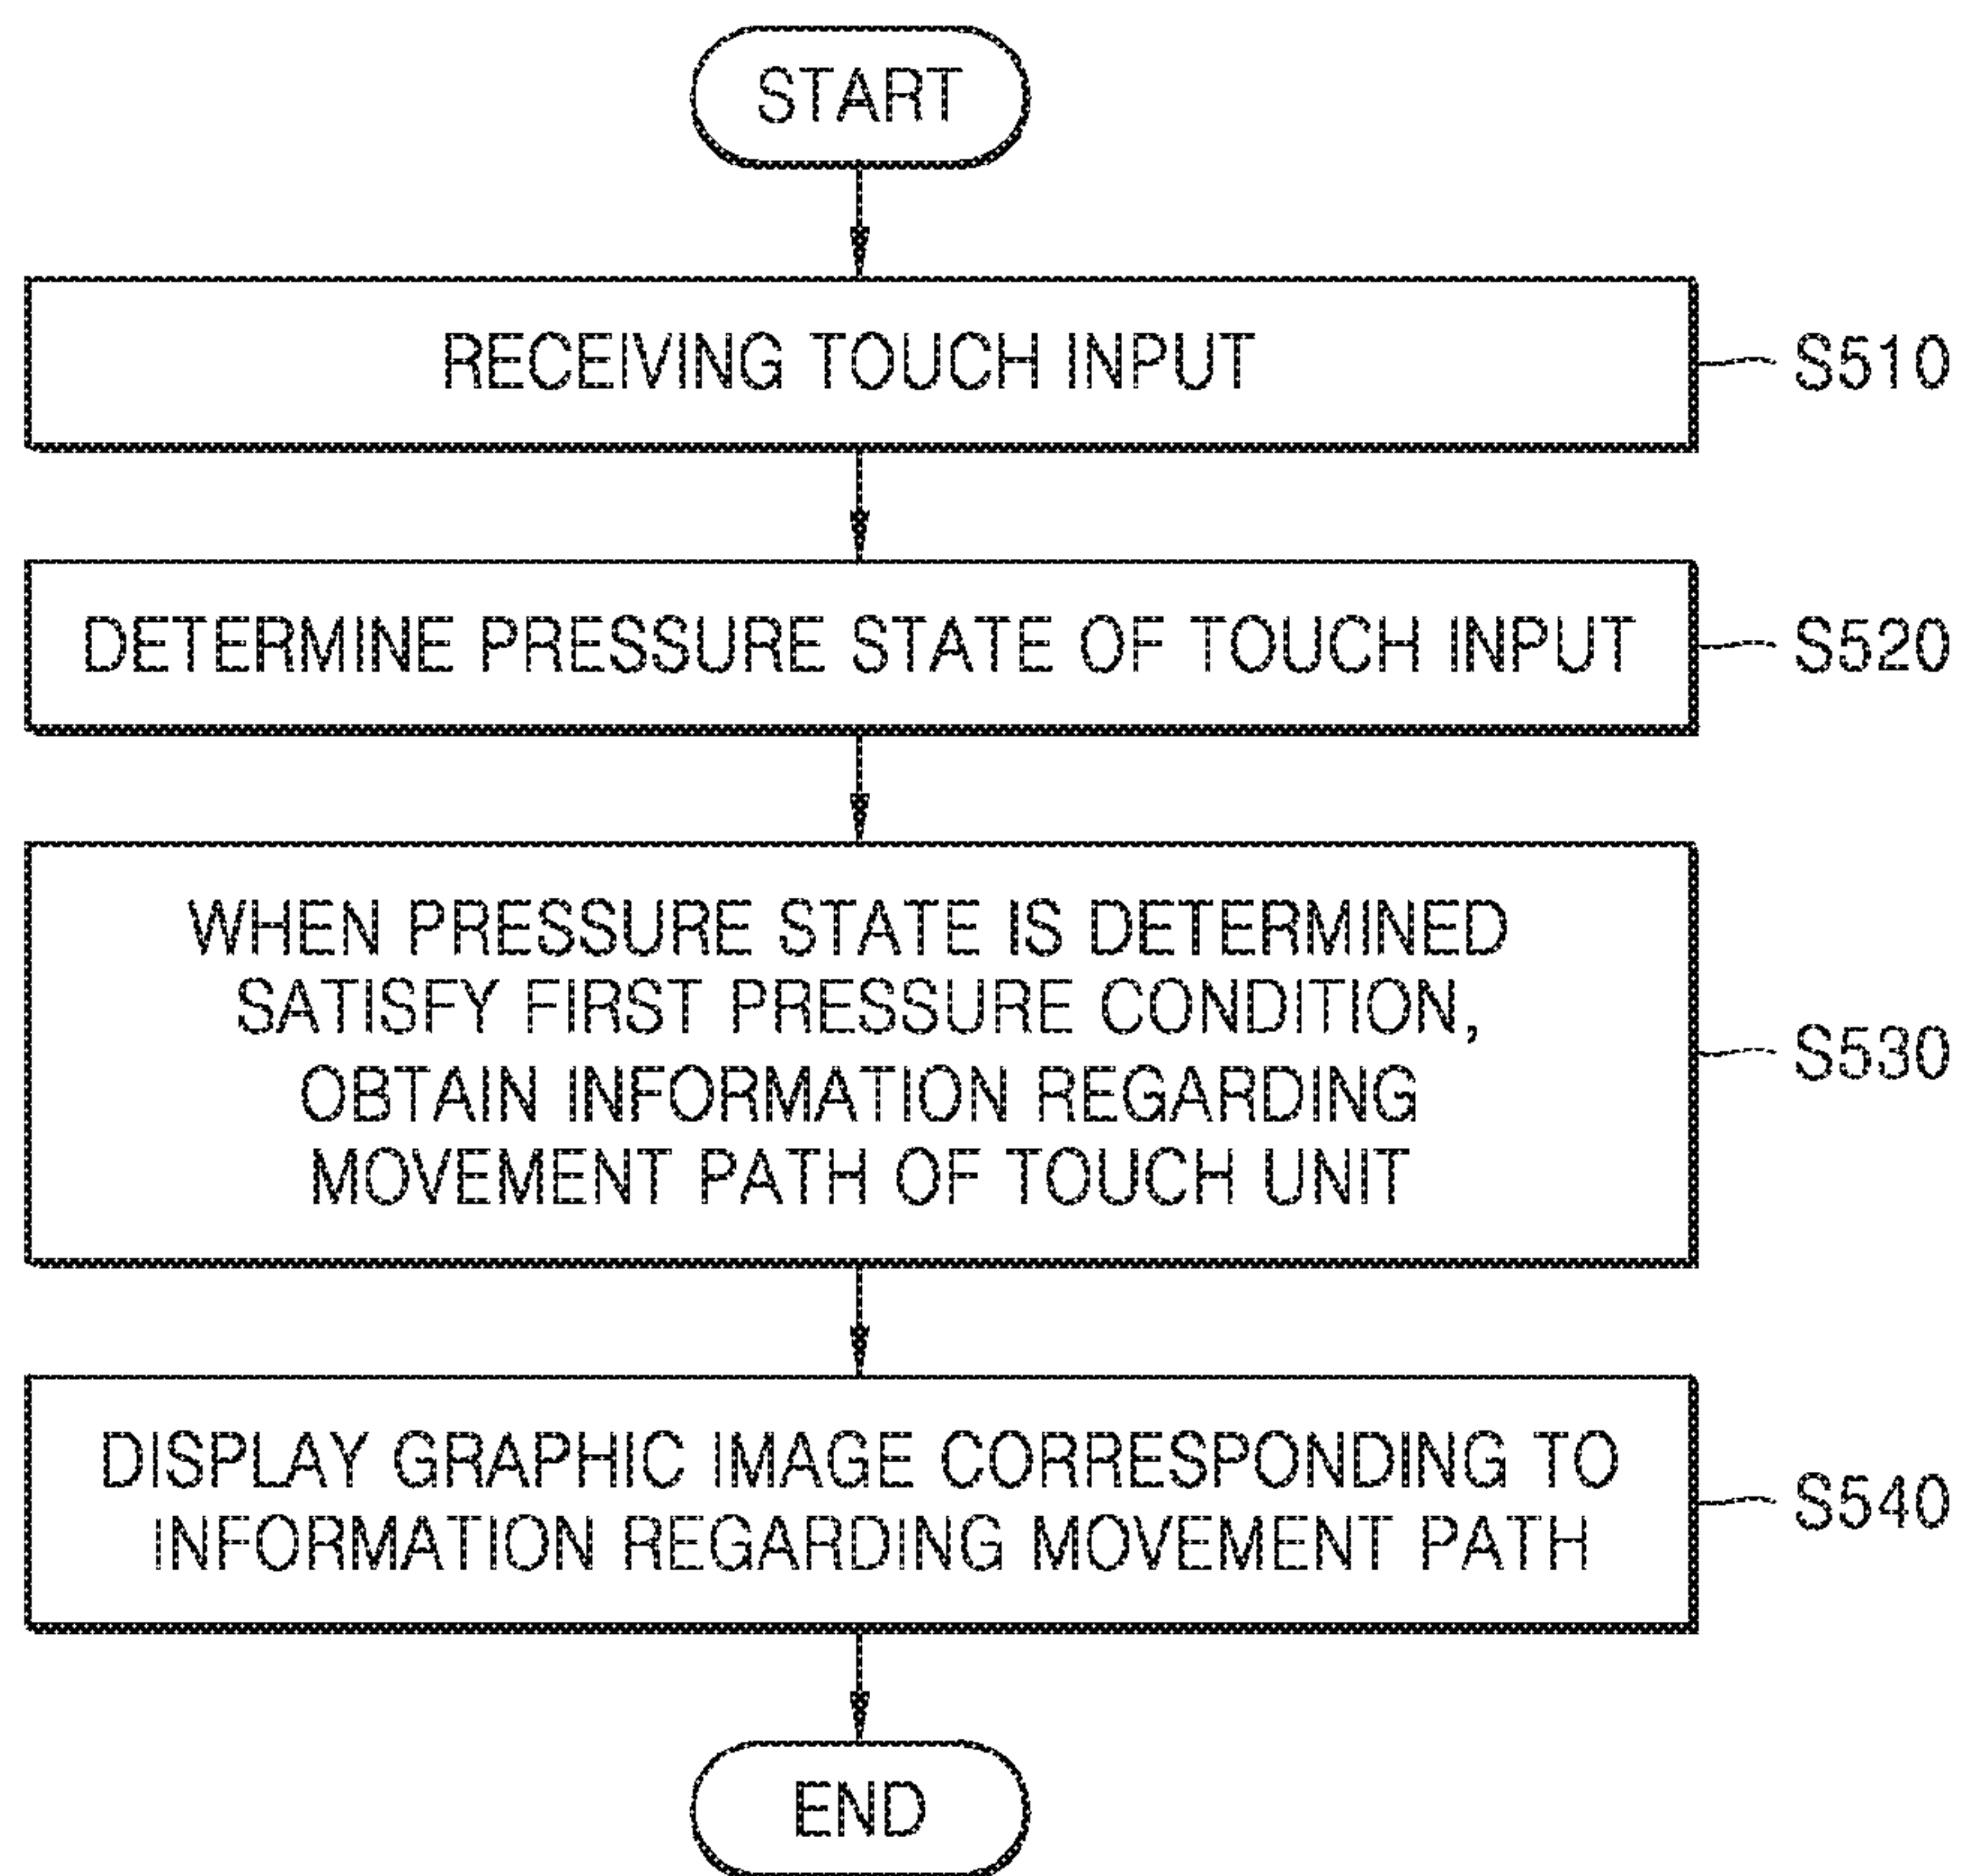 START
RECEIVING TOUCH INPUT
S510
DETERMINE PRESSURE STATE OF TOUCH INPUT
S520
WHEN PRESSURE STATE IS DETERMINED
SATISFY FIRST PRESSURE CONDITION,
OBTAIN INFORMATION REGARDING
MOVEMENT PATH OF TOUCH UNIT
S530
DISPLAY GRAPHIC IMAGE CORRESPONDING TO
INFORMATION REGARDING MOVEMENT PATH
S540
END